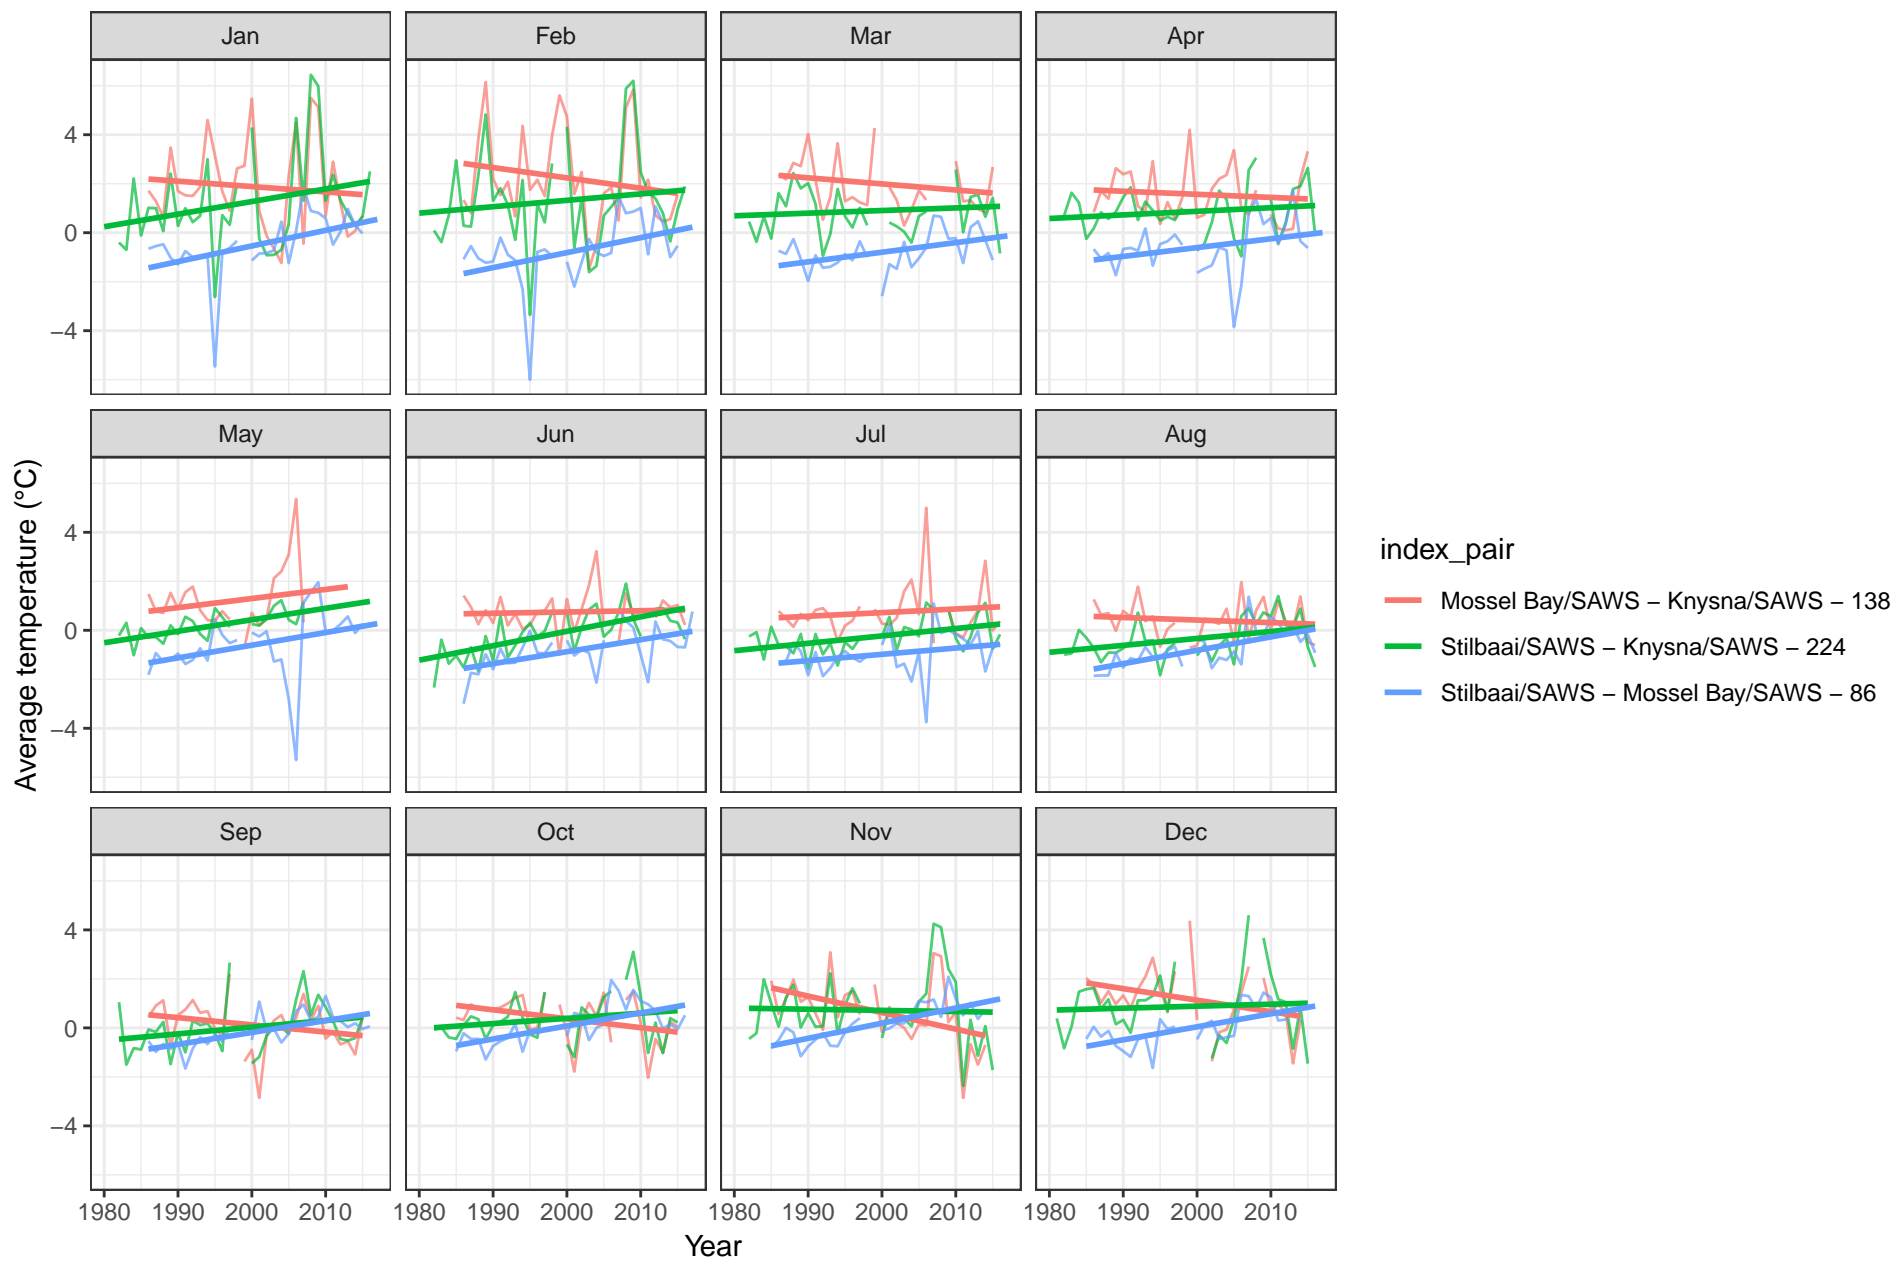 Jan Feb Mar Apr
4
0
−4
May Jun Jul Aug
4
0
−4
Sep Oct Nov Dec
4
0
−4
1980 1990 2000 2010 1980 1990 2000 2010 1980 1990 2000 2010 1980 1990 2000 2010
Year
Average temperature (°C)
index_pair
Mossel Bay/SAWS − Knysna/SAWS − 138
Stilbaai/SAWS − Knysna/SAWS − 224
Stilbaai/SAWS − Mossel Bay/SAWS − 86